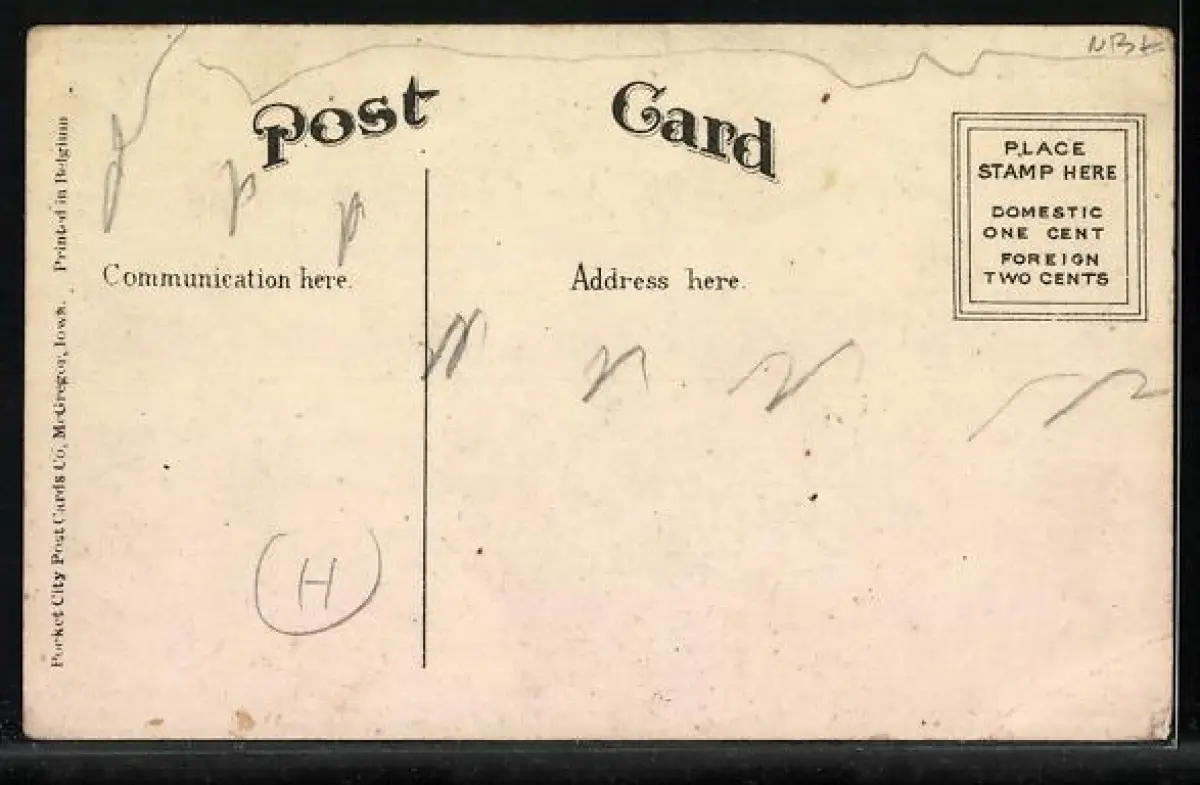 Post Card
PLACE
STAMP HERE
DOMESTIC
ONE CENT
FOREIGN
TWO CENTS
Communication here.
Address here.
H
Pocket City Post Cards Co, McGregor, Iowa. Printed in Belgium